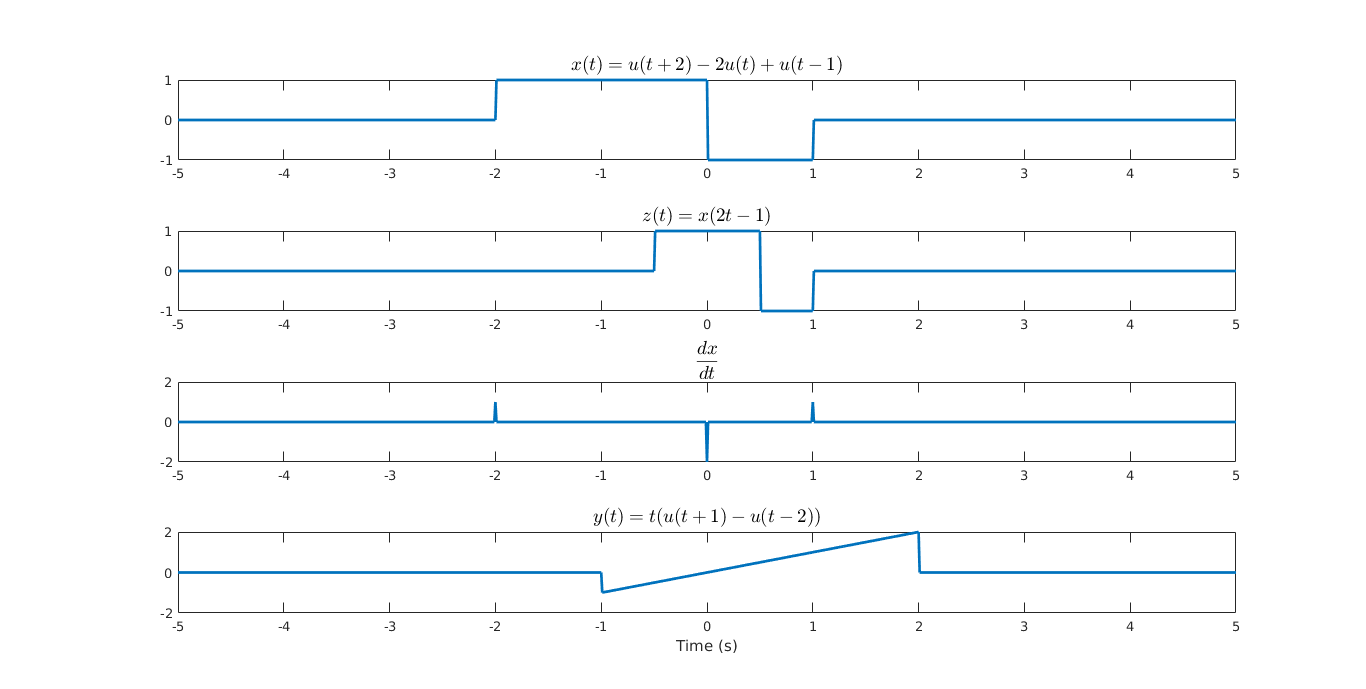 x(t) = u(t + 2) − 2u(t) + u(t − 1)
1
0
-1
-5 -4 -3 -2 -1 0 1 2 3 4 5
z(t) = x(2t − 1)
1
0
-1
-5 -4 -3 -2 -1 0 1 2 3 4 5
dx
dt
2
0
-2
-5 -4 -3 -2 -1 0 1 2 3 4 5
y(t) = t(u(t + 1) − u(t − 2))
2
0
-2
-5 -4 -3 -2 -1 0 1 2 3 4 5
Time (s)